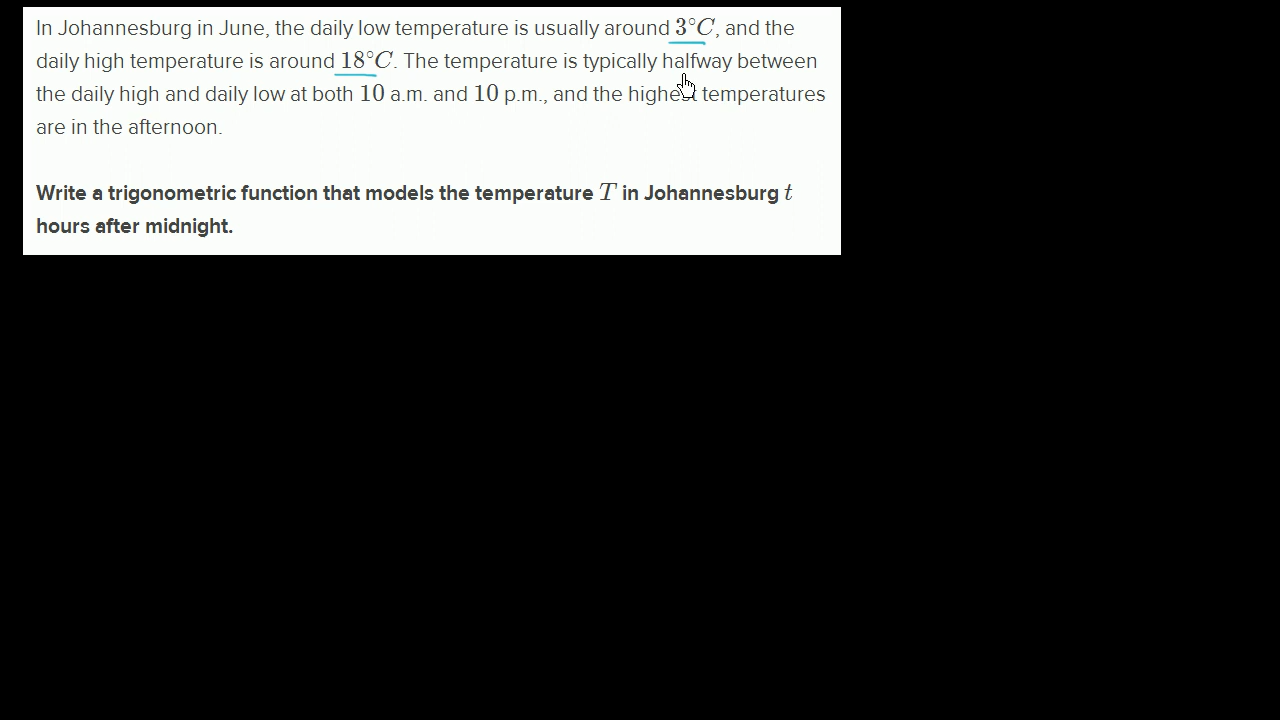 In Johannesburg in June, the daily low temperature is usually around 3°C, and the
daily high temperature is around 18°C. The temperature is typically halfway between
the daily high and daily low at both 10 a.m. and 10 p.m., and the highest temperatures
are in the afternoon.
Write a trigonometric function that models the temperature T in Johannesburg t
hours after midnight.